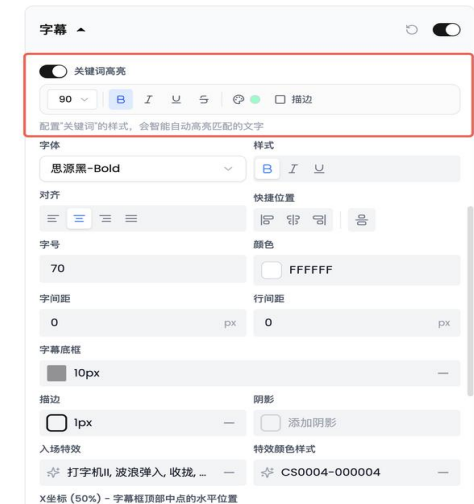 字幕
关键词高亮
90 B I U S 描边
配置"关键词"的样式，会智能自动高亮匹配的文字
字体 样式
思源黑-Bold B I U
对齐 快捷位置
字号 颜色
70 FFFFFF
字间距 行间距
0 px 0 px
字幕底框
10px
描边 阴影
1px 添加阴影
入场特效 特效颜色样式
打字机II, 波浪弹入, 收拢, ... CS0004-000004
X坐标 (50%) - 字幕框顶部中点的水平位置